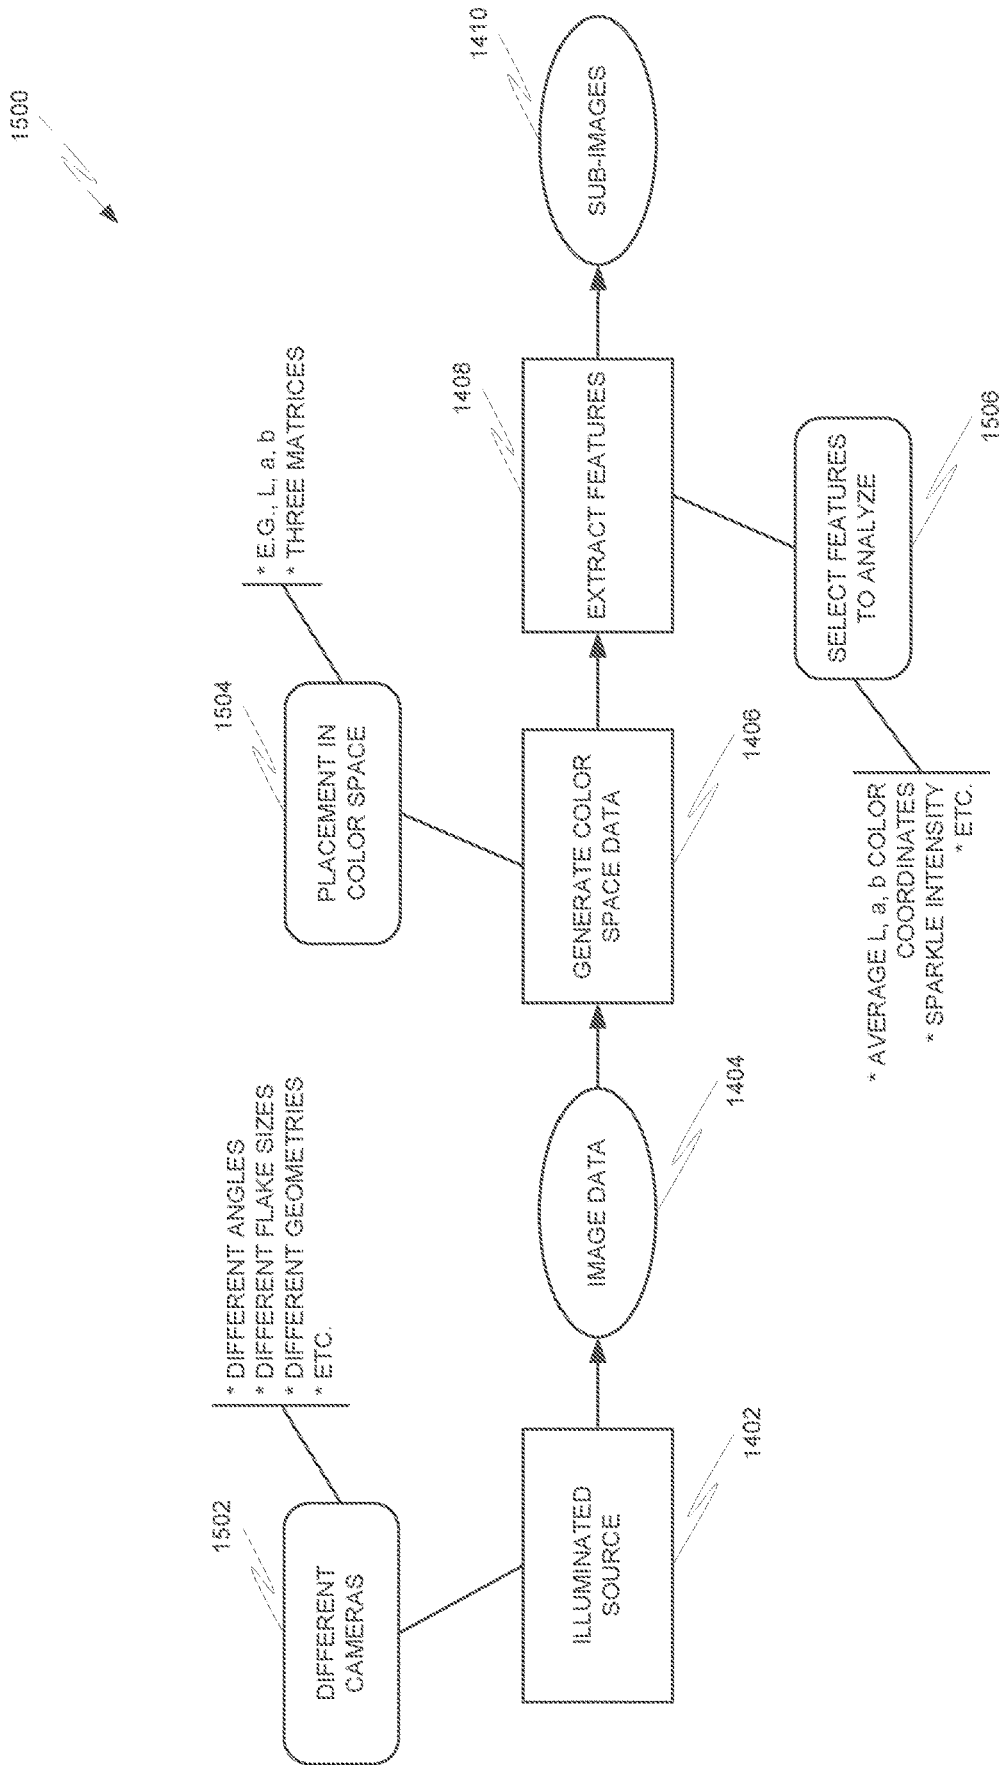 1500
1502
DIFFERENT
CAMERAS
* DIFFERENT ANGLES
* DIFFERENT FLAKE SIZES
* DIFFERENT GEOMETRIES
* ETC.
1504
PLACEMENT IN
COLOR SPACE
* E.G., L, a, b
* THREE MATRICES
ILLUMINATED
SOURCE
1402
IMAGE DATA
1404
GENERATE COLOR
SPACE DATA
1406
EXTRACT FEATURES
1408
SUB-IMAGES
1410
SELECT FEATURES
TO ANALYZE
1506
* AVERAGE L, a, b COLOR
COORDINATES
* SPARKLE INTENSITY
* ETC.